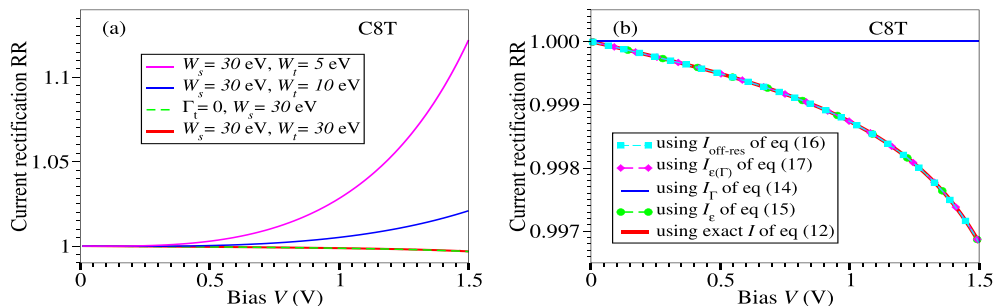 (a)
C8T
Current rectification RR
1.1
1.05
1
W_s = 30 eV, W_t = 5 eV
W_s = 30 eV, W_t = 10 eV
Γ_t = 0, W_s = 30 eV
W_s = 30 eV, W_t = 30 eV
0
0.5
1
1.5
Bias V (V)
(b)
C8T
Current rectification RR
1.000
0.999
0.998
0.997
using I_off-res of eq (16)
using I_ε(Γ) of eq (17)
using I_Γ of eq (14)
using I_ε of eq (15)
using exact I of eq (12)
0
0.5
1
1.5
Bias V (V)